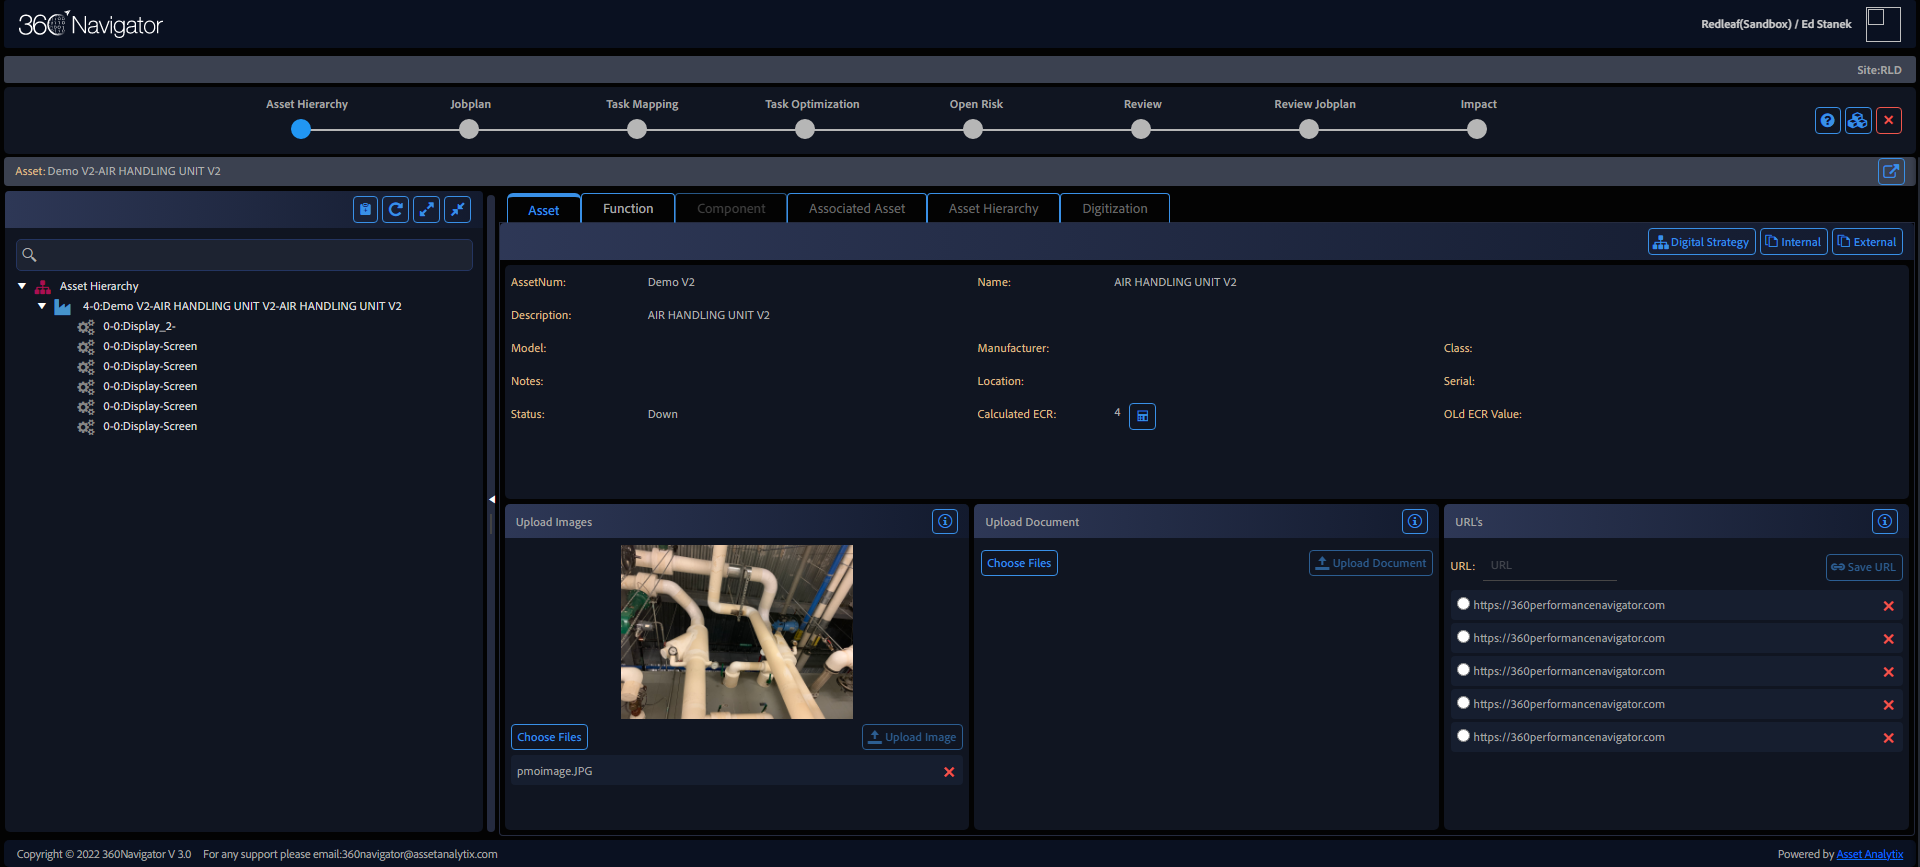 360 Navigator
Redleaf(Sandbox) / Ed Stanek
Site:RLD
Asset Hierarchy
Jobplan
Task Mapping
Task Optimization
Open Risk
Review
Review Jobplan
Impact
Asset: Demo V2-AIR HANDLING UNIT V2
Asset
Function
Component
Associated Asset
Asset Hierarchy
Digitization
Digital Strategy
Internal
External
Asset Hierarchy
4-0:Demo V2-AIR HANDLING UNIT V2-AIR HANDLING UNIT V2
0-0:Display_2-
0-0:Display-Screen
0-0:Display-Screen
0-0:Display-Screen
0-0:Display-Screen
0-0:Display-Screen
AssetNum: Demo V2 Name: AIR HANDLING UNIT V2
Description: AIR HANDLING UNIT V2
Model: Manufacturer: Class:
Notes: Location: Serial:
Status: Down Calculated ECR: 4 OLd ECR Value:
Upload Images
Choose Files
Upload Image
pmoimage.JPG
Upload Document
Choose Files
Upload Document
URL's
URL: URL
Save URL
https://360performancenavigator.com
https://360performancenavigator.com
https://360performancenavigator.com
https://360performancenavigator.com
https://360performancenavigator.com
Copyright © 2022 360Navigator V 3.0 For any support please email:360navigator@assetanalytix.com
Powered by Asset Analytix